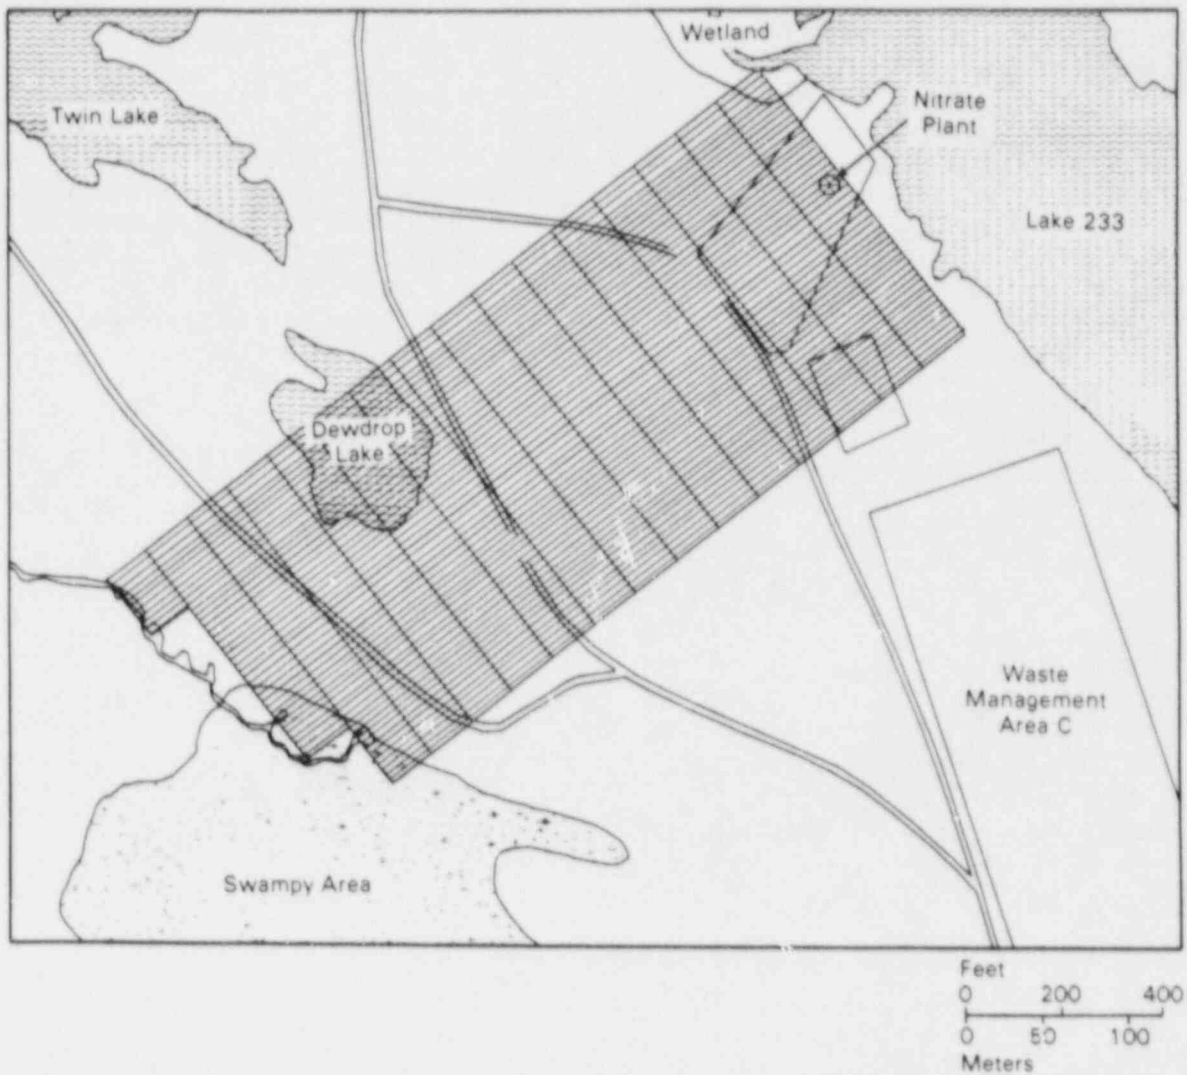 Wetland
Twin Lake
Nitrate
Plant
Lake 233
Dewdrop
Lake
Waste
Management
Area C
Swampy Area
Feet
0 200 400
0 50 100
Meters